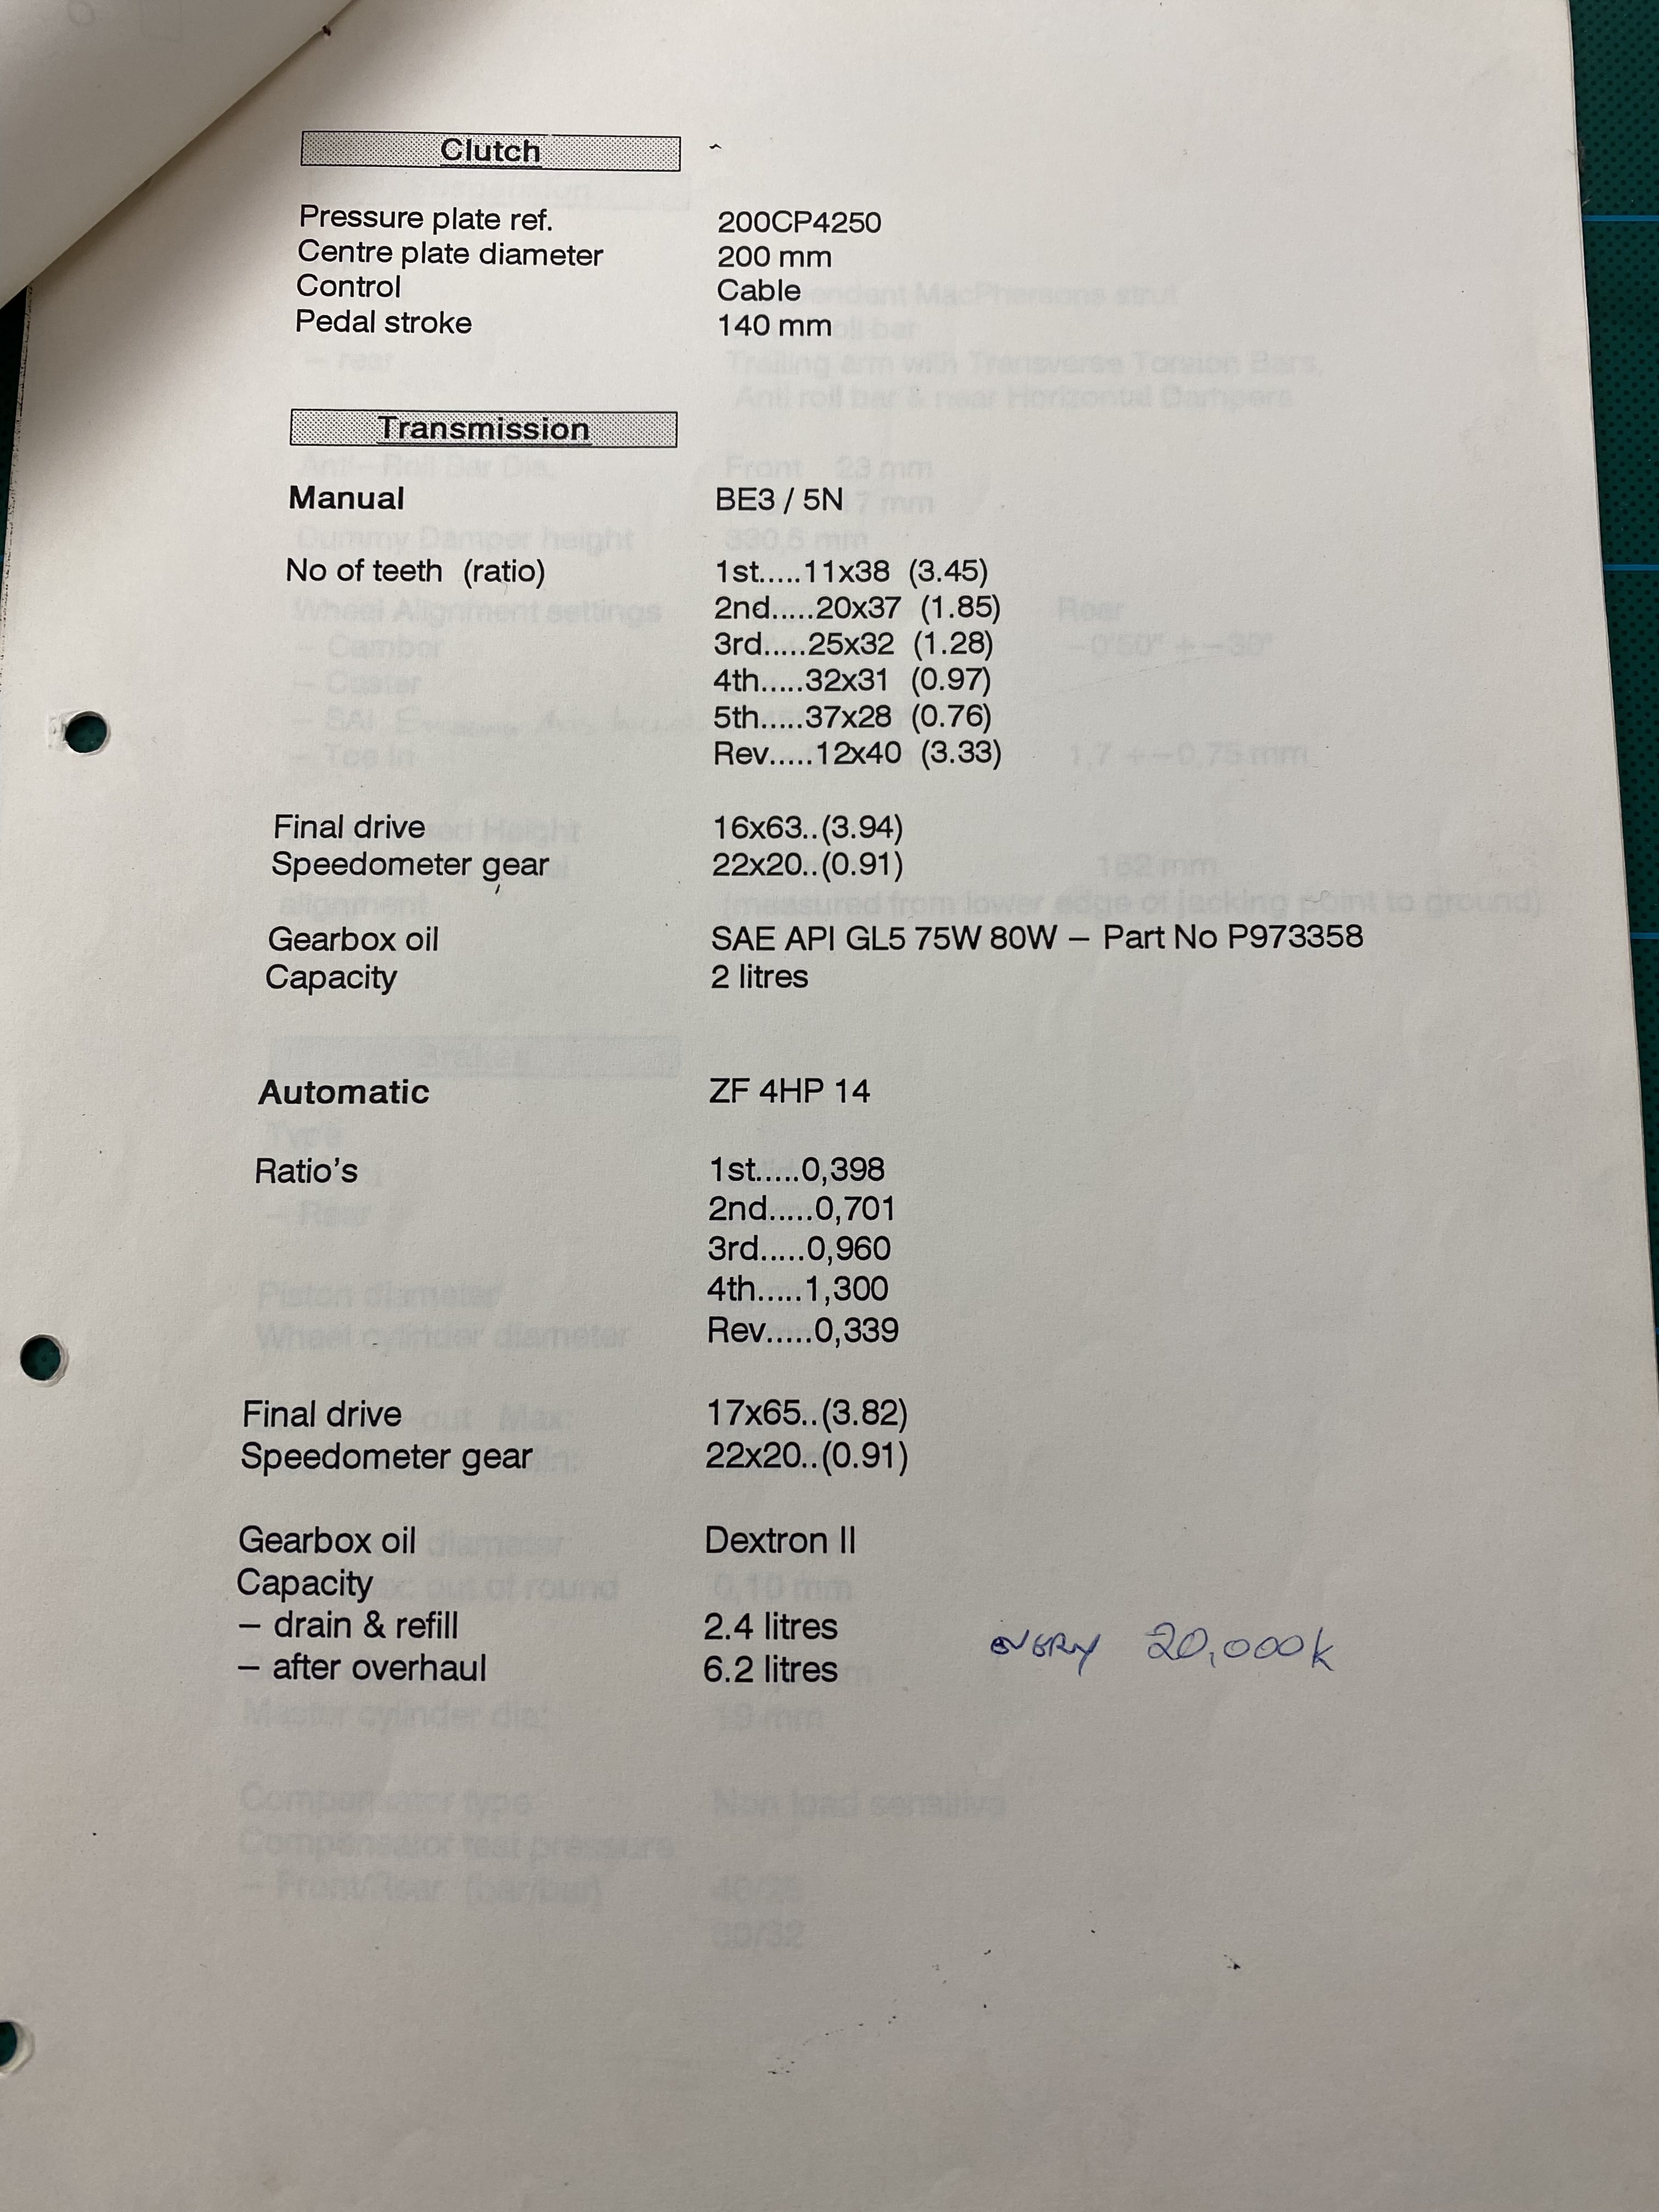 Clutch
Pressure plate ref. 200CP4250
Centre plate diameter 200 mm
Control Cable
Pedal stroke 140 mm
Transmission
Manual BE3 / 5N
No of teeth (ratio) 1st.....11x38 (3.45)
2nd.....20x37 (1.85)
3rd.....25x32 (1.28)
4th.....32x31 (0.97)
5th.....37x28 (0.76)
Rev.....12x40 (3.33)
Final drive 16x63..(3.94)
Speedometer gear 22x20..(0.91)
Gearbox oil SAE API GL5 75W 80W – Part No P973358
Capacity 2 litres
Automatic ZF 4HP 14
Ratio's 1st.....0,398
2nd.....0,701
3rd.....0,960
4th.....1,300
Rev.....0,339
Final drive 17x65..(3.82)
Speedometer gear 22x20..(0.91)
Gearbox oil Dextron II
Capacity
– drain & refill 2.4 litres every 20,000k
– after overhaul 6.2 litres